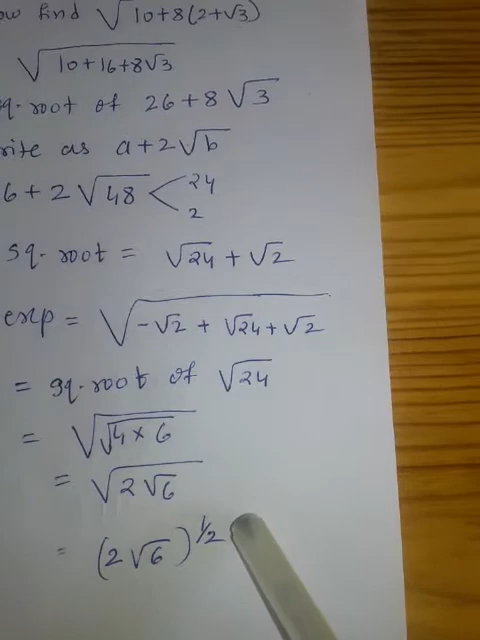 ow find √10+8(2+√3)
√10+16+8√3
sq.root of 26+8√3
rite as a+2√b
6+2√48 < 24
2
sq.root = √24+√2
exp = √-√2+√24+√2
= sq.root of √24
= √√4×6
= √2√6
= (2√6)^1/2